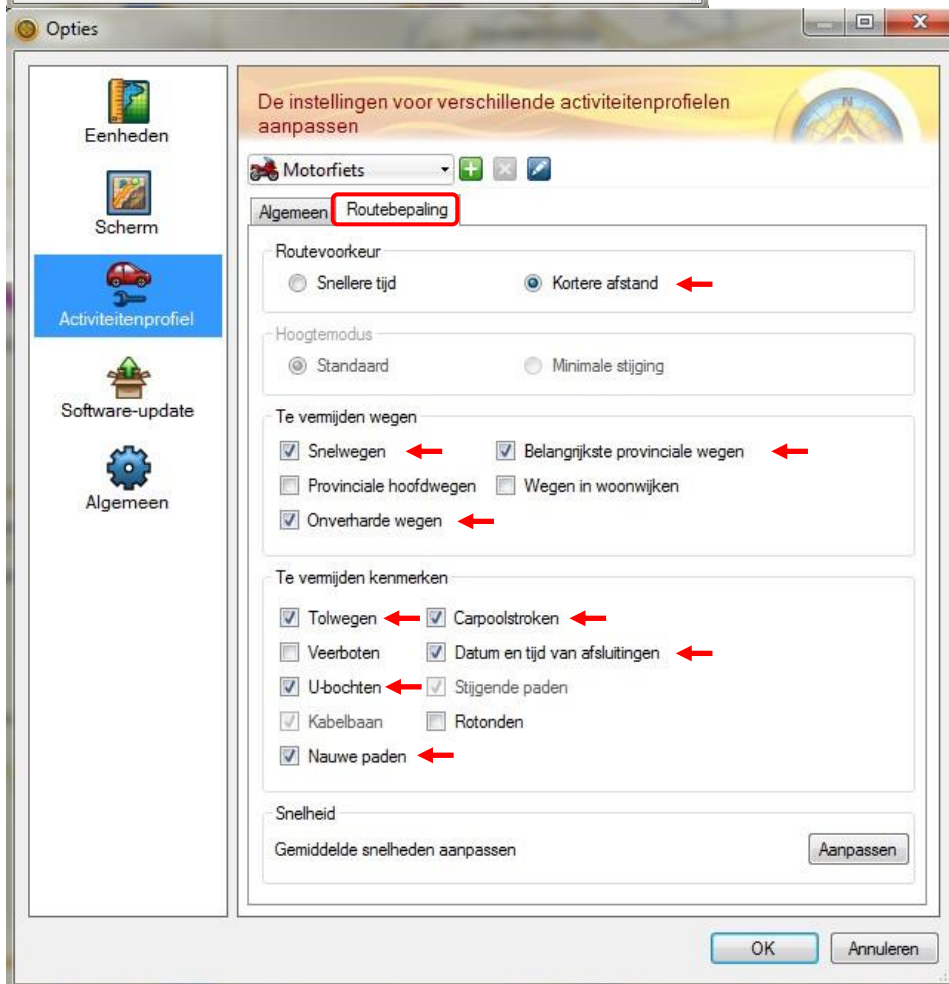 Opties
Eenheden
Scherm
Activiteitenprofiel
Software-update
Algemeen
De instellingen voor verschillende activiteitenprofielen
aanpassen
N
Motorfiets
Algemeen Routebepaling
Routevoorkeur
Snellere tijd Kortere afstand
Hoogtemodus
Standaard Minimale stijging
Te vermijden wegen
Snelwegen Belangrijkste provinciale wegen
Provinciale hoofdwegen Wegen in woonwijken
Onverharde wegen
Te vermijden kenmerken
Tolwegen Carpoolstroken
Veerboten Datum en tijd van afsluitingen
U-bochten Stijgende paden
Kabelbaan Rotonden
Nauwe paden
Snelheid
Gemiddelde snelheden aanpassen Aanpassen
OK Annuleren